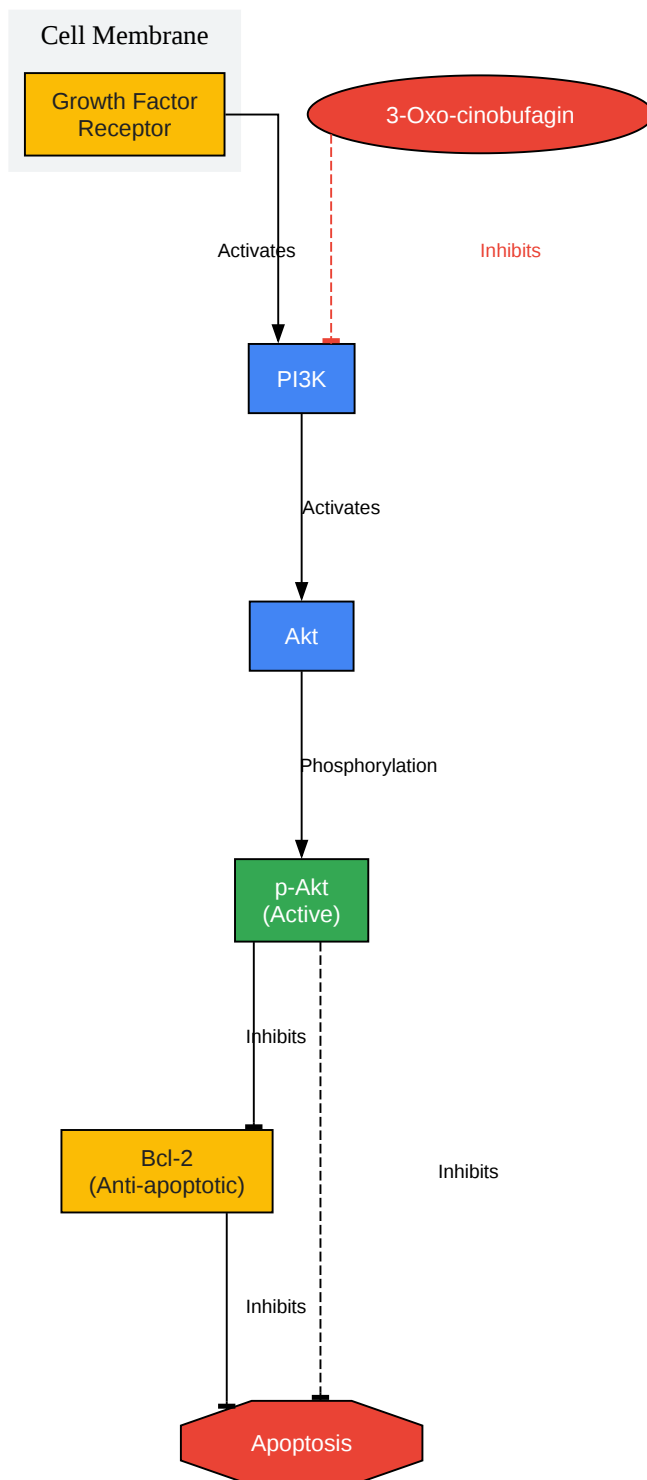 Cell Membrane
Growth Factor
Receptor
3-Oxo-cinobufagin
Activates
Inhibits
PI3K
Activates
Akt
Phosphorylation
p-Akt
(Active)
Inhibits
Bcl-2
(Anti-apoptotic)
Inhibits
Inhibits
Apoptosis